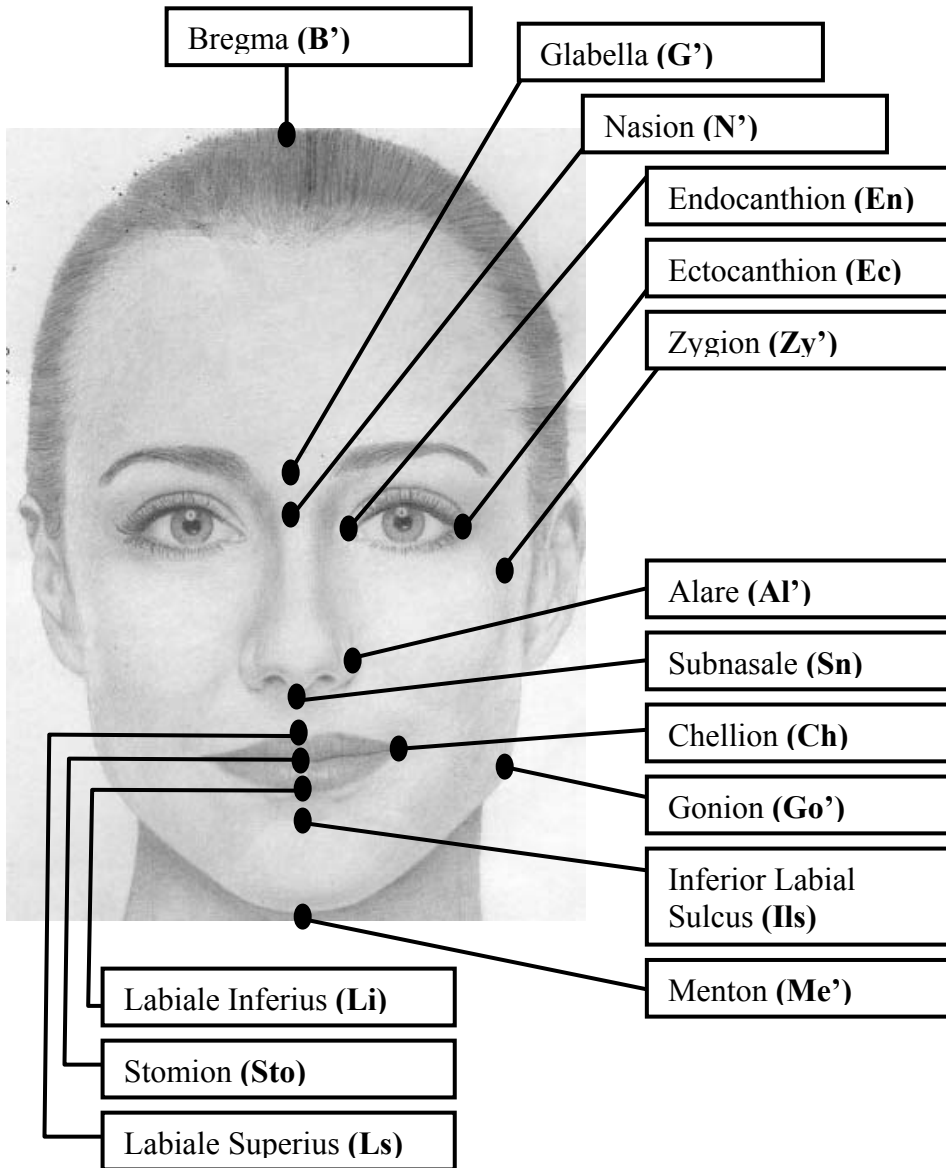 Bregma (B’)
Glabella (G’)
Nasion (N’)
Endocanthion (En)
Ectocanthion (Ec)
Zygion (Zy’)
Alare (Al’)
Subnasale (Sn)
Chellion (Ch)
Gonion (Go’)
Inferior Labial
Sulcus (Ils)
Menton (Me’)
Labiale Inferius (Li)
Stomion (Sto)
Labiale Superius (Ls)